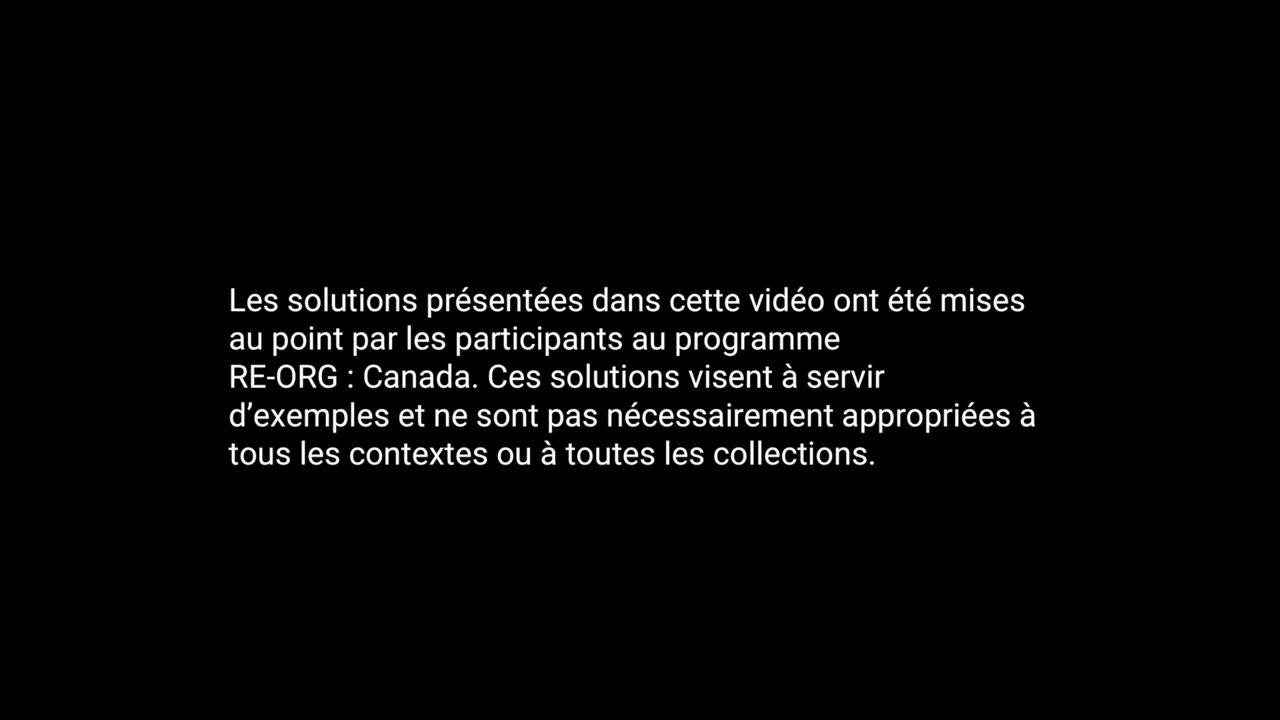 Les solutions présentées dans cette vidéo ont été mises
au point par les participants au programme
RE-ORG : Canada. Ces solutions visent à servir
d’exemples et ne sont pas nécessairement appropriées à
tous les contextes ou à toutes les collections.